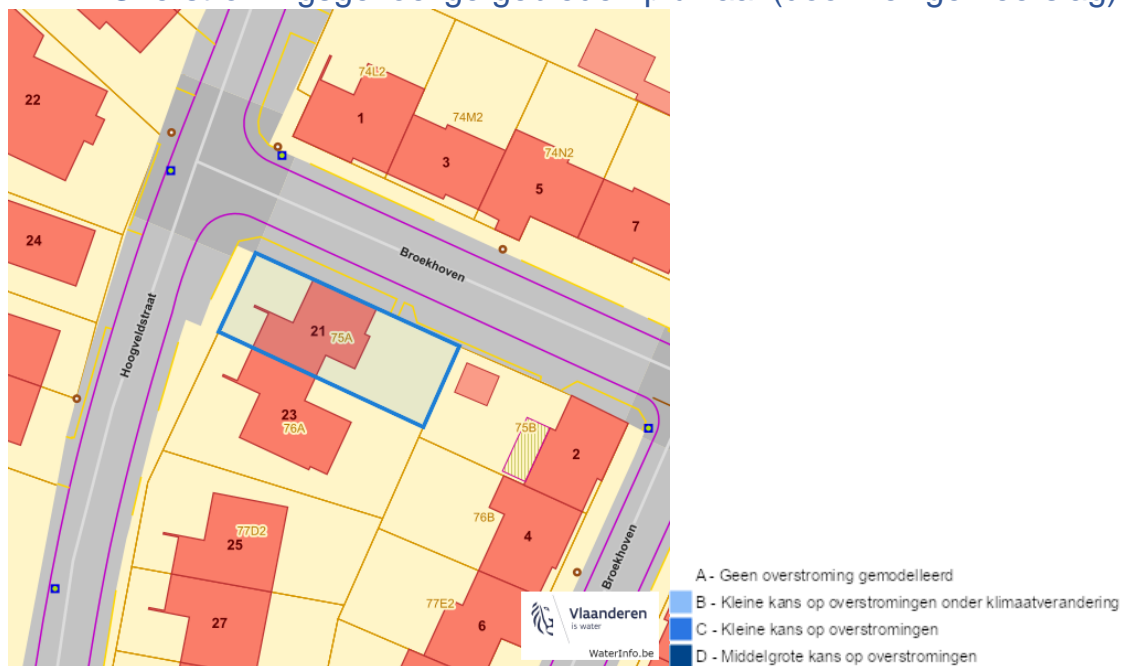 22
74L2
1
74M2
3
74N2
5
7
24
Broekhoven
Hoogveldstraat
21
75A
23
76A
75B
2
76B
4
77D2
25
Broekhoven
77E2
6
27
Vlaanderen
is water
WaterInfo.be
A - Geen overstroming gemodelleerd
B - Kleine kans op overstromingen onder klimaatverandering
C - Kleine kans op overstromingen
D - Middelgrote kans op overstromingen